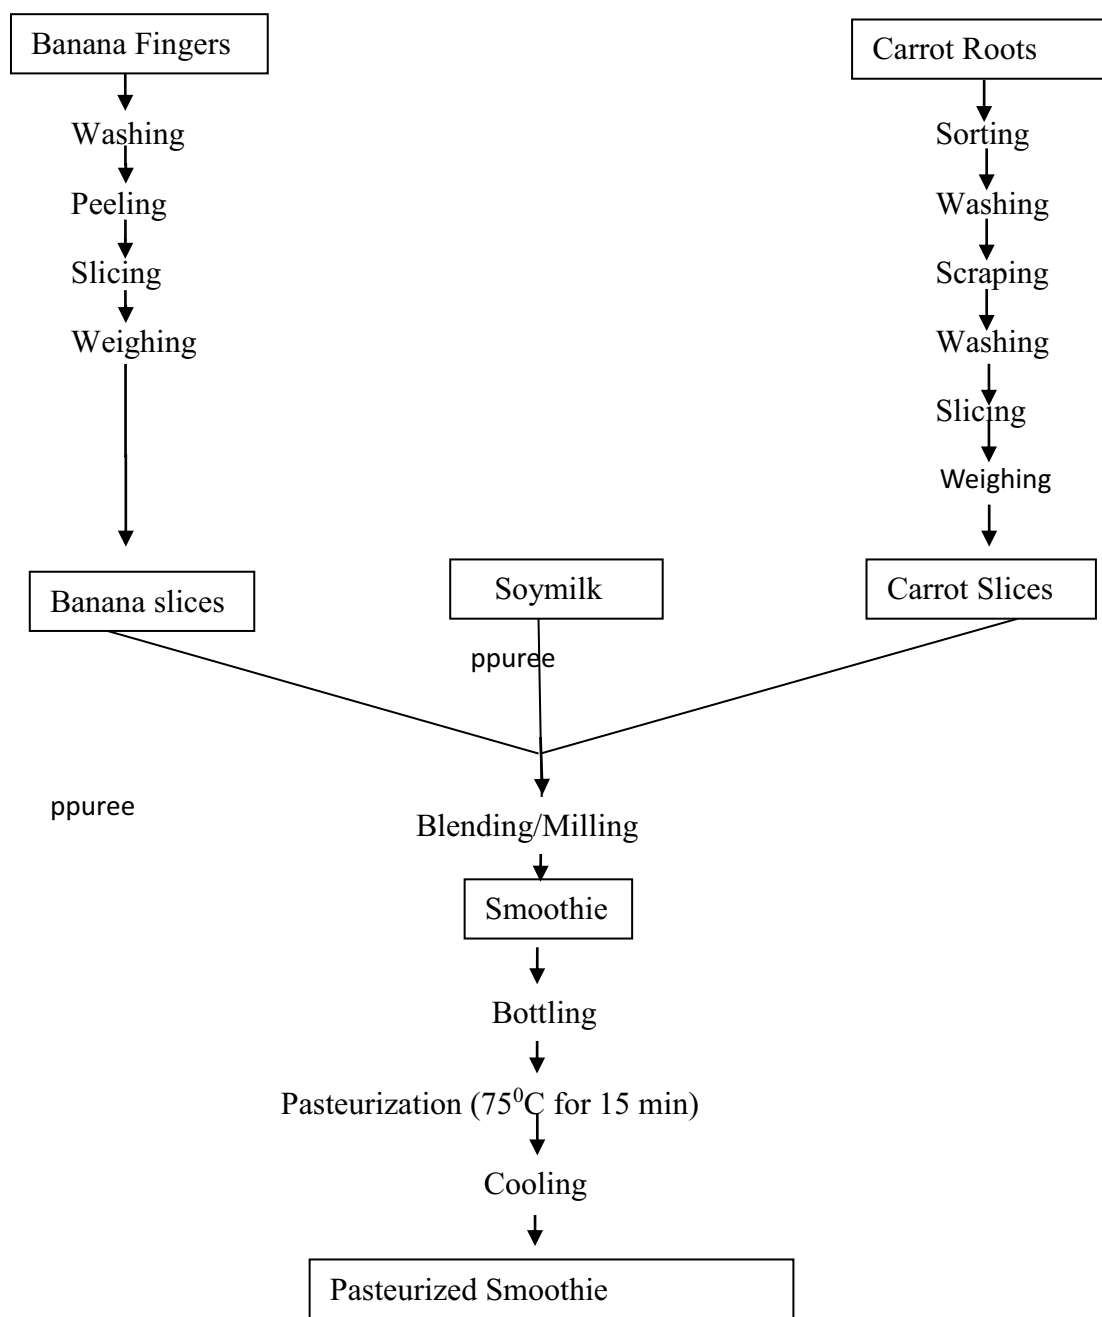 Banana Fingers
Washing
Peeling
Slicing
Weighing
Banana slices
Carrot Roots
Sorting
Washing
Scraping
Washing
Slicing
Weighing
Carrot Slices
Soymilk
ppuree
ppuree
Blending/Milling
Smoothie
Bottling
Pasteurization (75⁰C for 15 min)
Cooling
Pasteurized Smoothie